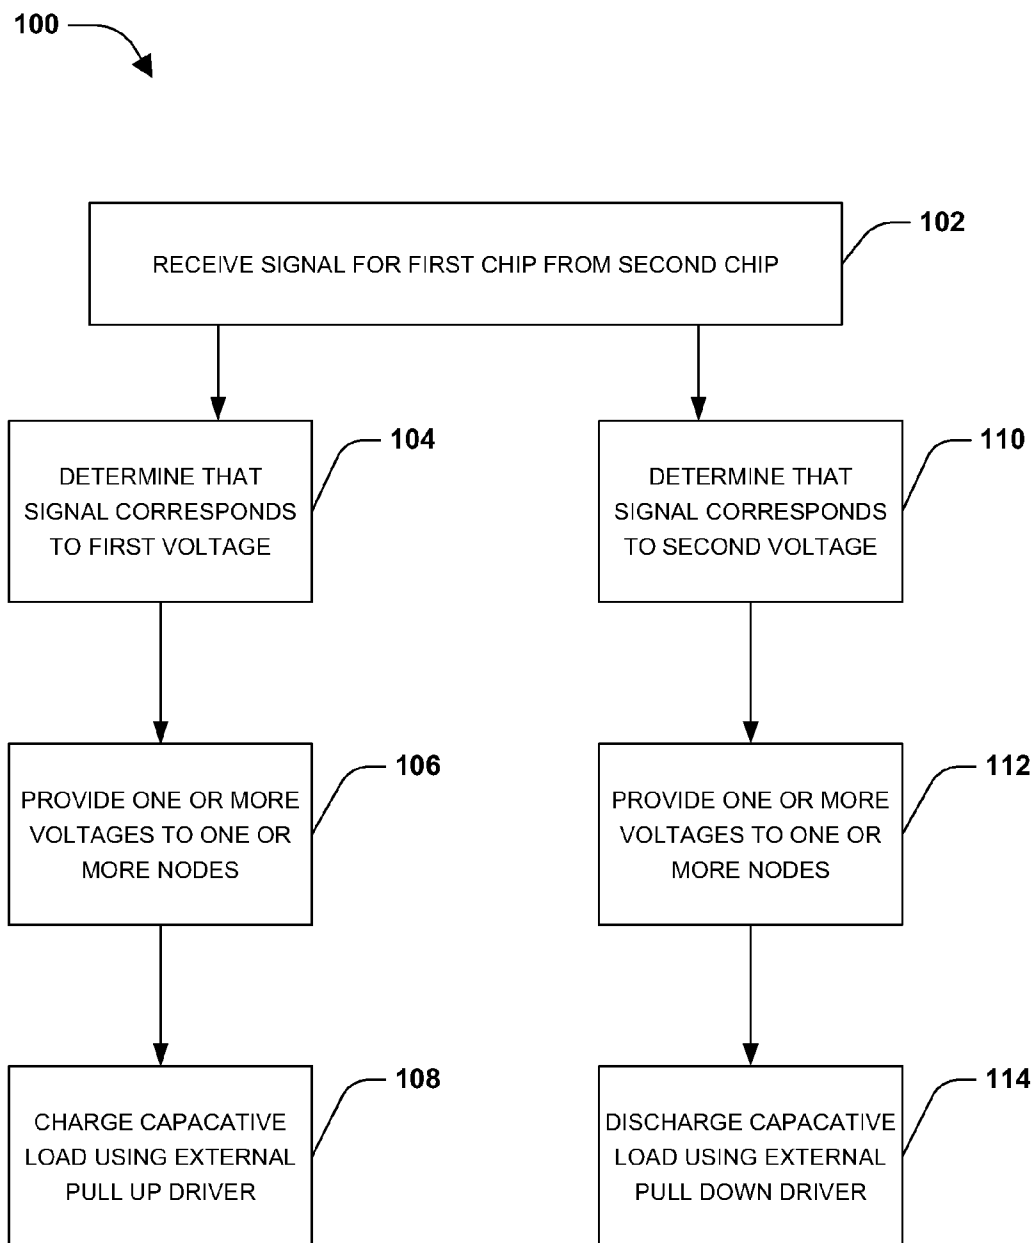 100
102
RECEIVE SIGNAL FOR FIRST CHIP FROM SECOND CHIP
104
DETERMINE THAT
SIGNAL CORRESPONDS
TO FIRST VOLTAGE
110
DETERMINE THAT
SIGNAL CORRESPONDS
TO SECOND VOLTAGE
106
PROVIDE ONE OR MORE
VOLTAGES TO ONE OR
MORE NODES
112
PROVIDE ONE OR MORE
VOLTAGES TO ONE OR
MORE NODES
108
CHARGE CAPACATIVE
LOAD USING EXTERNAL
PULL UP DRIVER
114
DISCHARGE CAPACATIVE
LOAD USING EXTERNAL
PULL DOWN DRIVER